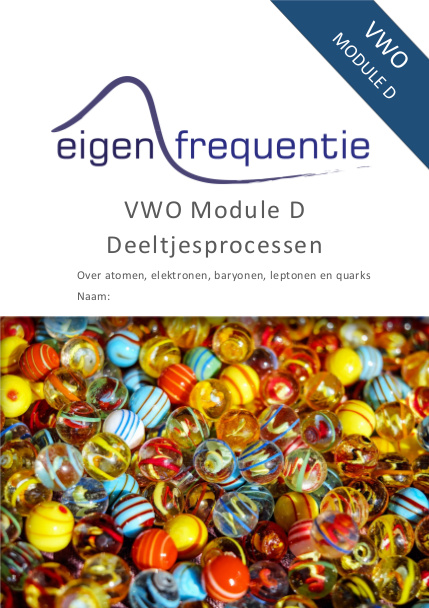 VWO
MODULE D
eigenfrequentie
VWO Module D
Deeltjesprocessen
Over atomen, elektronen, baryonen, leptonen en quarks
Naam: